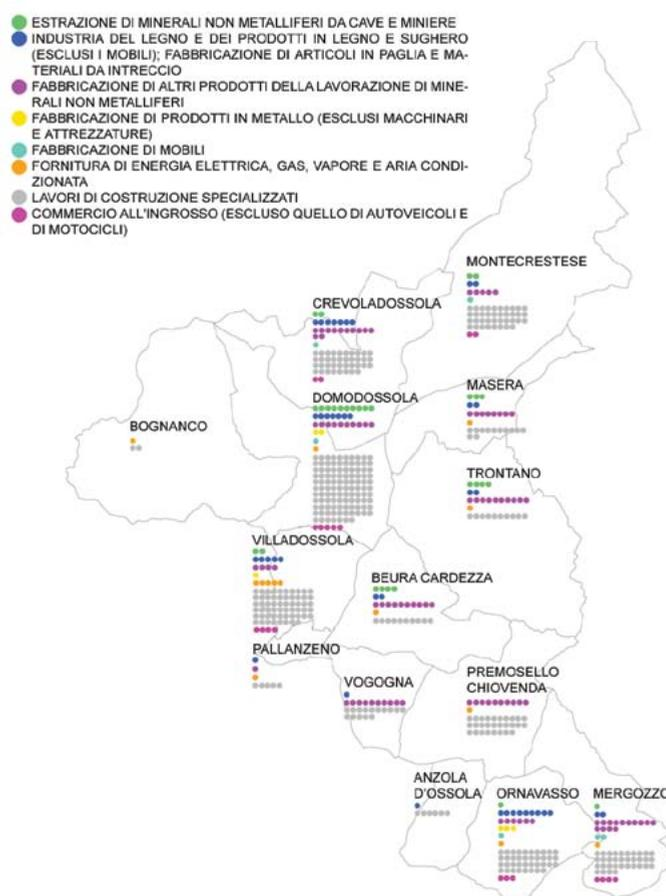 ESTRAZIONE DI MINERALI NON METALLIFERI DA CAVE E MINIERE
INDUSTRIA DEL LEGNO E DEI PRODOTTI IN LEGNO E SUGHERO
(ESCLUSI I MOBILI); FABBRICAZIONE DI ARTICOLI IN PAGLIA E MA-
TERIALI DA INTRECCIO
FABBRICAZIONE DI ALTRI PRODOTTI DELLA LAVORAZIONE DI MINE-
RALI NON METALLIFERI
FABBRICAZIONE DI PRODOTTI IN METALLO (ESCLUSI MACCHINARI
E ATTREZZATURE)
FABBRICAZIONE DI MOBILI
FORNITURA DI ENERGIA ELETTRICA, GAS, VAPORE E ARIA CONDI-
ZIONATA
LAVORI DI COSTRUZIONE SPECIALIZZATI
COMMERCIO ALL'INGROSSO (ESCLUSO QUELLO DI AUTOVEICOLI E
DI MOTOCICLI)
MONTECRESTESE
CREVOLADOSSOLA
MASERA
DOMODOSSOLA
BOGNANCO
TRONTANO
VILLADOSSOLA
BEURA CARDEZZA
PALLANZENO
VOGOGNA
PREMOSELLO
CHIOVENDA
ANZOLA
D'OSSOLA
ORNAVASSO
MERGOZZO